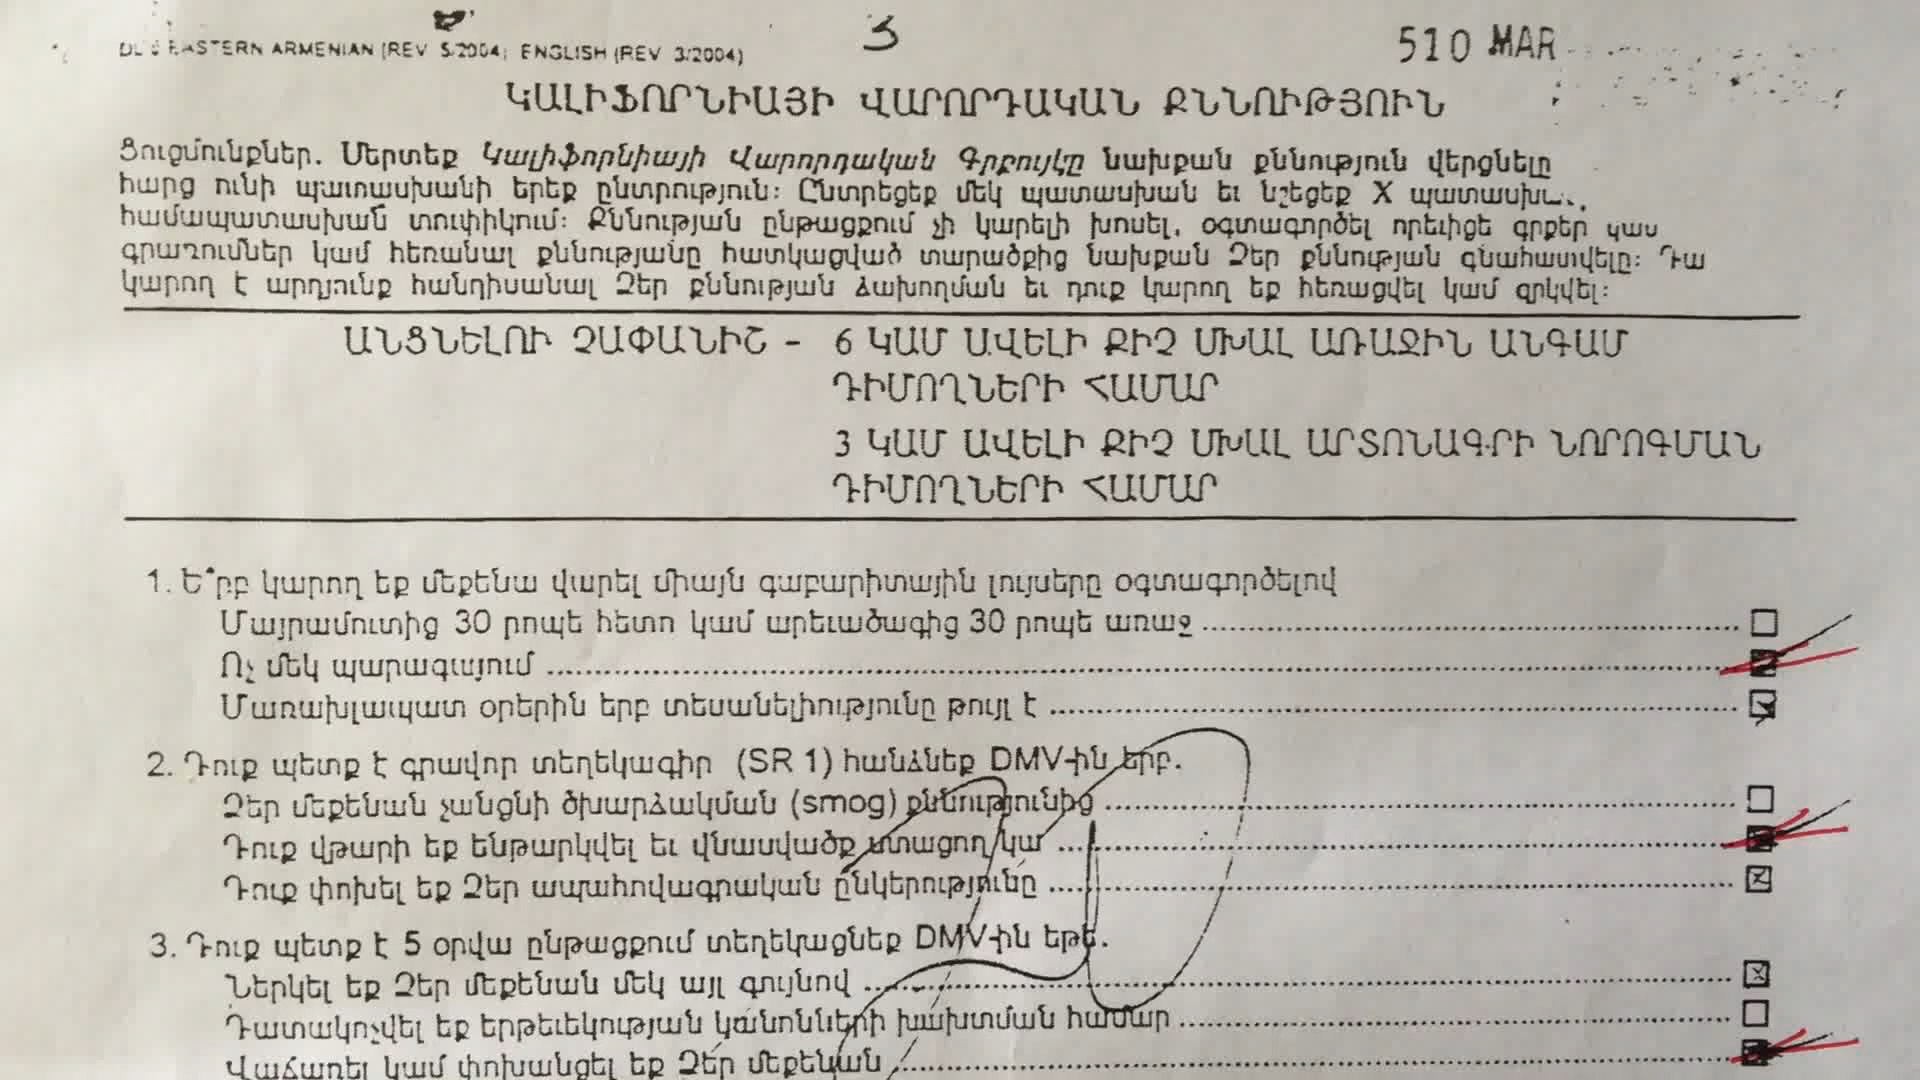 DL 5 EASTERN ARMENIAN (REV 5/2004) ENGLISH (REV 3/2004)
3
510 MAR
ԿԱԼԻՖՈՐՆԻԱՅԻ ՎԱՐՈՐԴԱԿԱՆ ՔՆՆՈՒԹՅՈՒՆ
Ցուցմունքներ. Սերտեք Կալիֆորնիայի Վարորդական Գրքույկը նախքան քննություն վերցնելը
հարց ունի պատասխանի երեք ընտրություն: Ընտրեցեք մեկ պատասխան եւ նշեցեք X
համապատասխան տուփիկում: Քննության ընթացքում չի կարելի խոսել, օգտագործել որեւիցե գրքեր կամ
գրառումներ կամ հեռանալ քննությանը հատկացված տարածքից նախքան Ձեր քննության գնահատվելը: Դա
կարող է արդյունք հանդիսանալ Ձեր քննության ձախողման եւ դուք կարող եք հեռացվել կամ զրկվել:
ԱՆՑՆԵԼՈՒ ՉԱՓԱՆԻՇ - 6 ԿԱՄ ԱՎԵԼԻ ՔԻՉ ՍԽԱԼ ԱՌԱՋԻՆ ԱՆԳԱՄ
ԴԻՄՈՂՆԵՐԻ ՀԱՄԱՐ
3 ԿԱՄ ԱՎԵԼԻ ՔԻՉ ՍԽԱԼ ԱՐՏՈՆԱԳՐԻ ՆՈՐՈԳՄԱՆ
ԴԻՄՈՂՆԵՐԻ ՀԱՄԱՐ
1. Ե՞րբ կարող եք մեքենա վարել միայն գաբարիտային լույսերը օգտագործելով
Մայրամուտից 30 րոպե հետո կամ արեւածագից 30 րոպե առաջ
Ոչ մեկ պարագայում
Մառախլապատ օրերին երբ տեսանելիությունը թույլ է
2. Դուք պետք է գրավոր տեղեկագիր (SR 1) հանձնեք DMV-ին երբ.
Ձեր մեքենան չանցնի ծխարձակման (smog) քննությունից
Դուք վթարի եք ենթարկվել եւ վնասվածք ստացող կա
Դուք փոխել եք Ձեր ապահովագրական ընկերությունը
3. Դուք պետք է 5 օրվա ընթացքում տեղեկացնեք DMV-ին եթե.
Ներկել եք Ձեր մեքենան մեկ այլ գույնով
Դատակոչվել եք երթեւեկության կանոնների խախտման համար
Վաճառել կամ փոխանցել եք Ձեր մեքենան